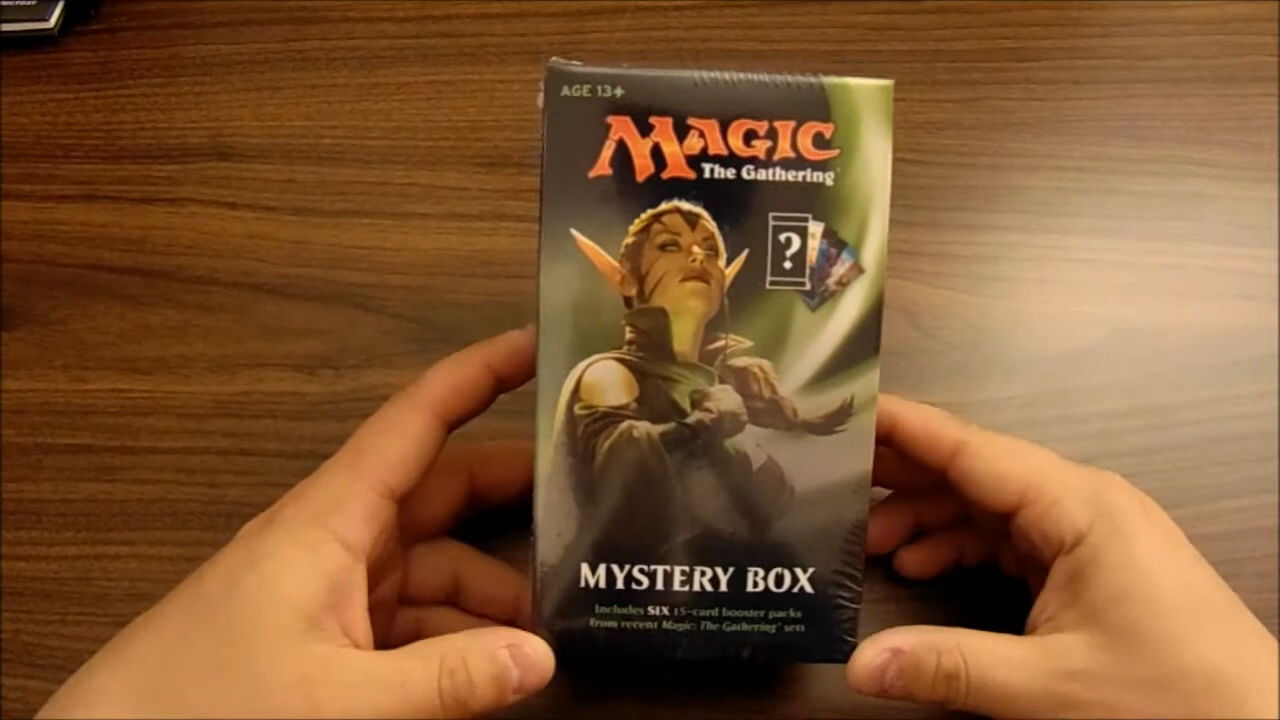 AGE 13+
MAGIC
The Gathering
?
MYSTERY BOX
Includes SIX 15-card booster packs
from recent Magic: The Gathering® sets